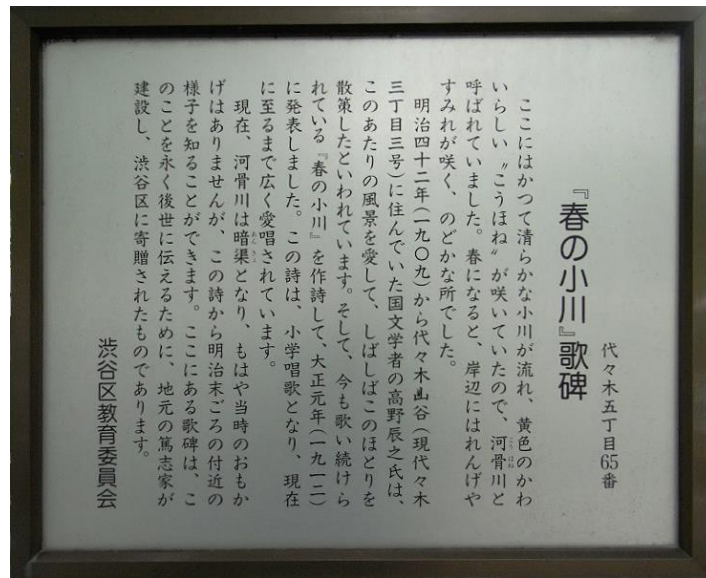 代々木五丁目65番
『春の小川』歌碑
ここにはかつて清らかな小川が流れ、黄色のかわ
いらしい〝こうほね〟が咲いていたので、河骨川と
呼ばれていました。春になると、岸辺にはれんげや
すみれが咲く、のどかな所でした。
明治四十二年(一九〇九)から代々木山谷(現代々木
三丁目三号)に住んでいた国文学者の高野辰之氏は、
このあたりの風景を愛して、しばしばこのほとりを
散策したといわれています。そして、今も歌い続けら
れている『春の小川』を作詩して、大正元年(一九一二)
に発表しました。この詩は、小学唱歌となり、現在
に至るまで広く愛唱されています。
現在、河骨川は暗渠となり、もはや当時のおもか
げはありませんが、この詩から明治末ごろの付近の
様子を知ることができます。ここにある歌碑は、こ
のことを永く後世に伝えるために、地元の篤志家が
建設し、渋谷区に寄贈されたものであります。
渋谷区教育委員会